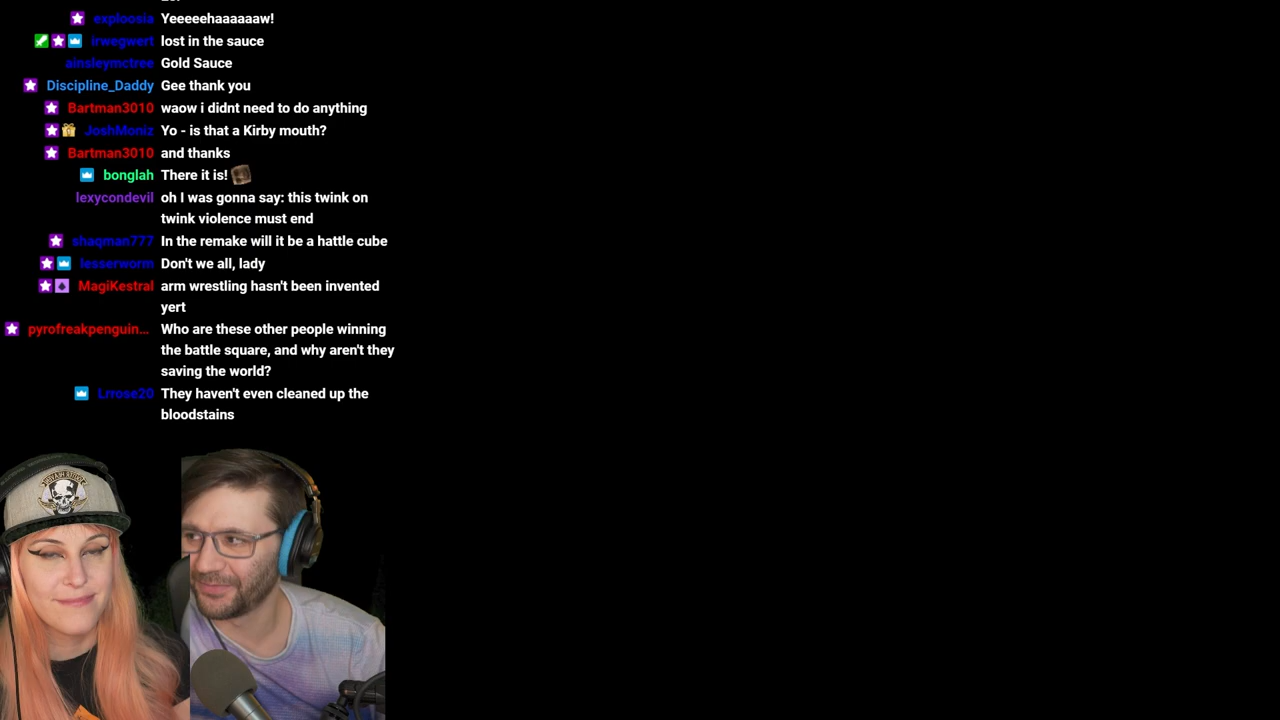 exploosia Yeeeeehaaaaaaw!
irwegwert lost in the sauce
ainsleymctree Gold Sauce
Discipline_Daddy Gee thank you
Bartman3010 waow i didnt need to do anything
JoshMoniz Yo - is that a Kirby mouth?
Bartman3010 and thanks
bonglah There it is!
lexycondevil oh I was gonna say: this twink on
twink violence must end
shaqman777 In the remake will it be a hattle cube
lesserworm Don't we all, lady
MagiKestral arm wrestling hasn't been invented
yert
pyrofreakpenguin... Who are these other people winning
the battle square, and why aren't they
saving the world?
Lrrose20 They haven't even cleaned up the
bloodstains